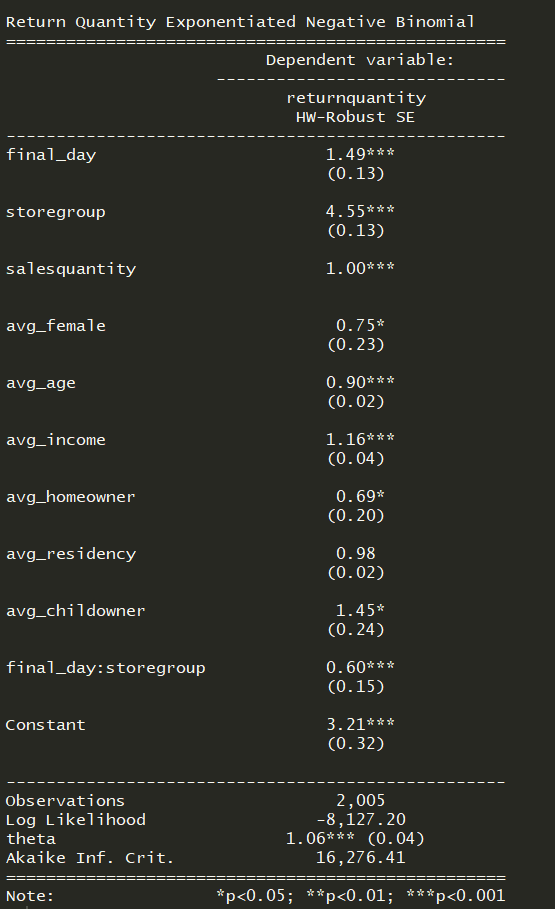 Return Quantity Exponentiated Negative Binomial
==================================================
Dependent variable:
-----------------------------
returnquantity
HW-Robust SE
--------------------------------------------------
final_day 1.49***
(0.13)
storegroup 4.55***
(0.13)
salesquantity 1.00***
avg_female 0.75*
(0.23)
avg_age 0.90***
(0.02)
avg_income 1.16***
(0.04)
avg_homeowner 0.69*
(0.20)
avg_residency 0.98
(0.02)
avg_childowner 1.45*
(0.24)
final_day:storegroup 0.60***
(0.15)
Constant 3.21***
(0.32)
--------------------------------------------------
Observations 2,005
Log Likelihood -8,127.20
theta 1.06*** (0.04)
Akaike Inf. Crit. 16,276.41
==================================================
Note: *p<0.05; **p<0.01; ***p<0.001